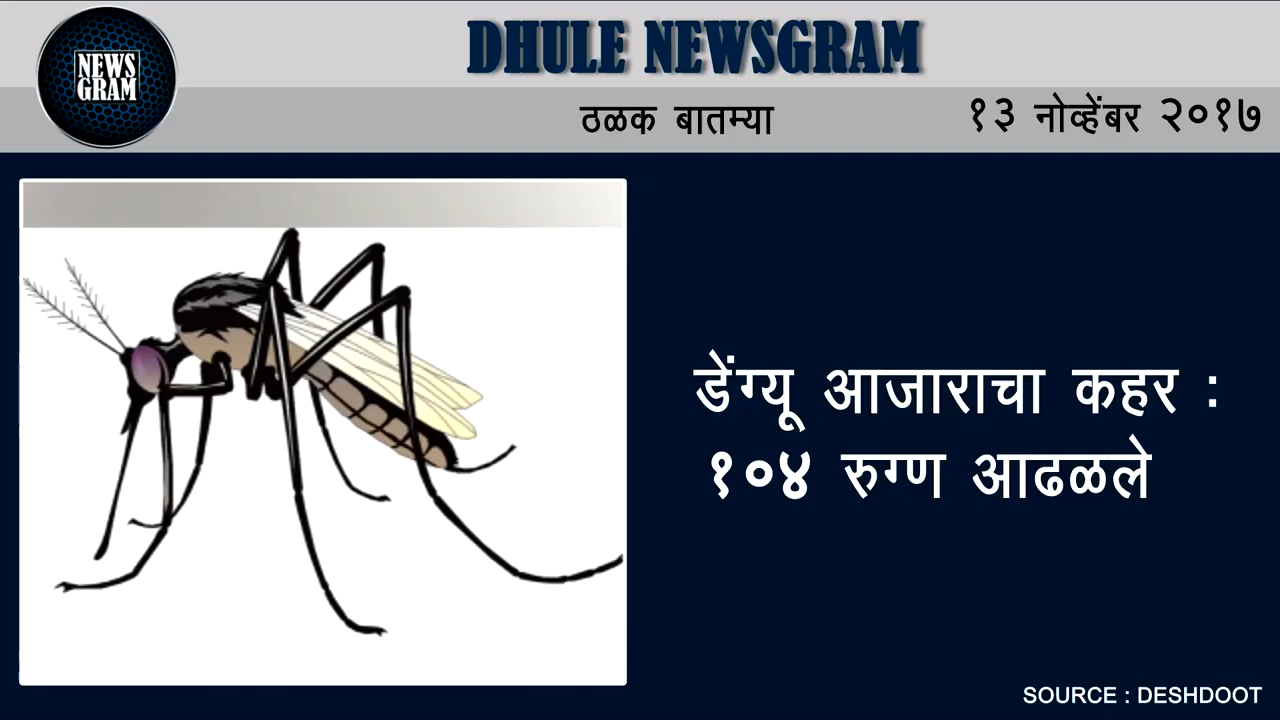 NEWS
GRAM
DHULE NEWSGRAM
ठळक बातम्या
१३ नोव्हेंबर २०१७
डेंग्यू आजाराचा कहर :
१०४ रुग्ण आढळले
SOURCE : DESHDOOT